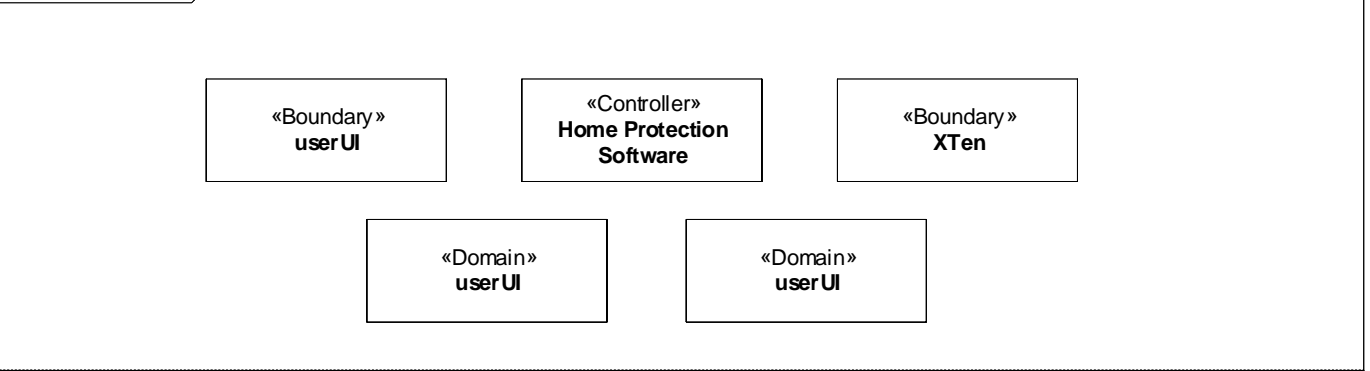 «Boundary»
userUI
«Controller»
Home Protection
Software
«Boundary»
XTen
«Domain»
userUI
«Domain»
userUI